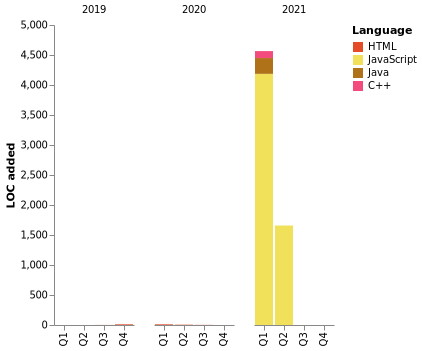 2019 2020 2021
Language
HTML
JavaScript
Java
C++
LOC added
5,000
4,500
4,000
3,500
3,000
2,500
2,000
1,500
1,000
500
0
Q1 Q2 Q3 Q4 Q1 Q2 Q3 Q4 Q1 Q2 Q3 Q4